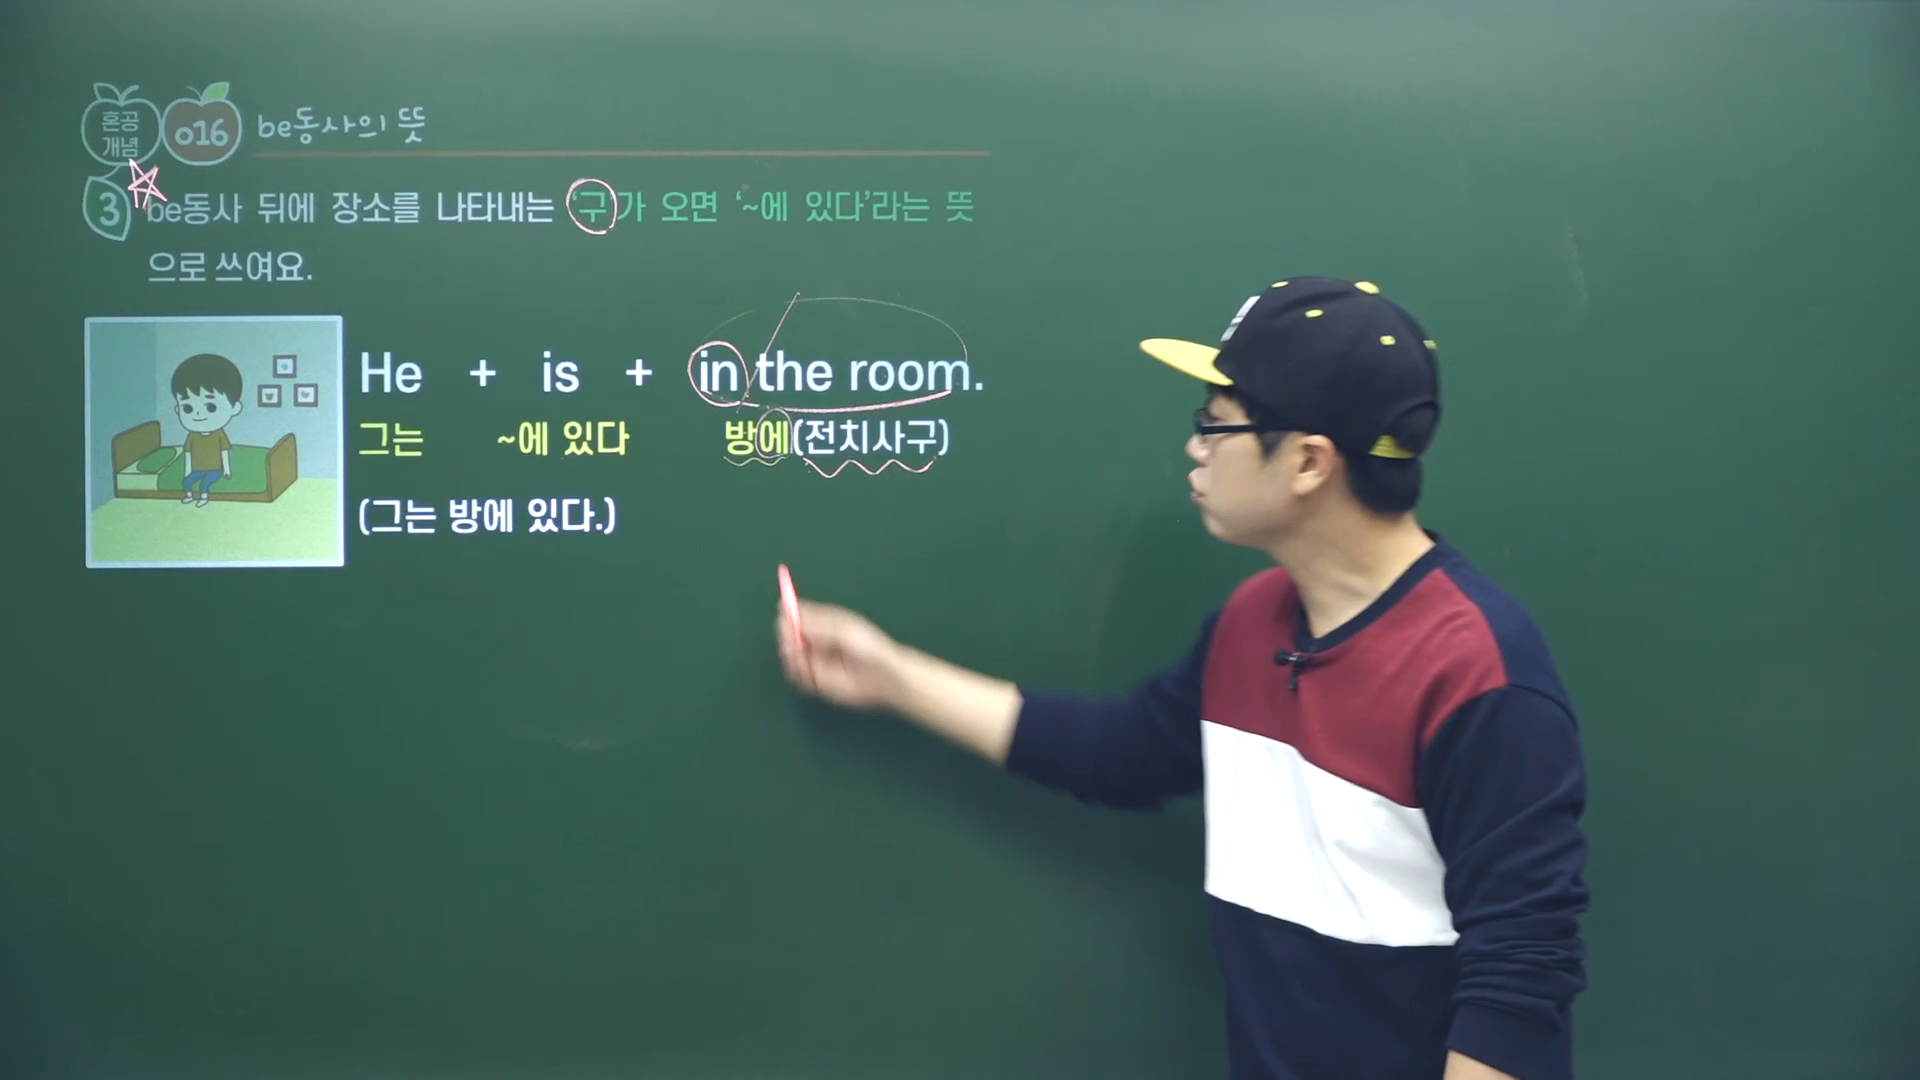 혼공
개념 016 be동사의 뜻
3 be동사 뒤에 장소를 나타내는 ‘구’가 오면 ‘~에 있다’라는 뜻
으로 쓰여요.
He + is + in the room.
그는 ~에 있다 방에(전치사구)
(그는 방에 있다.)